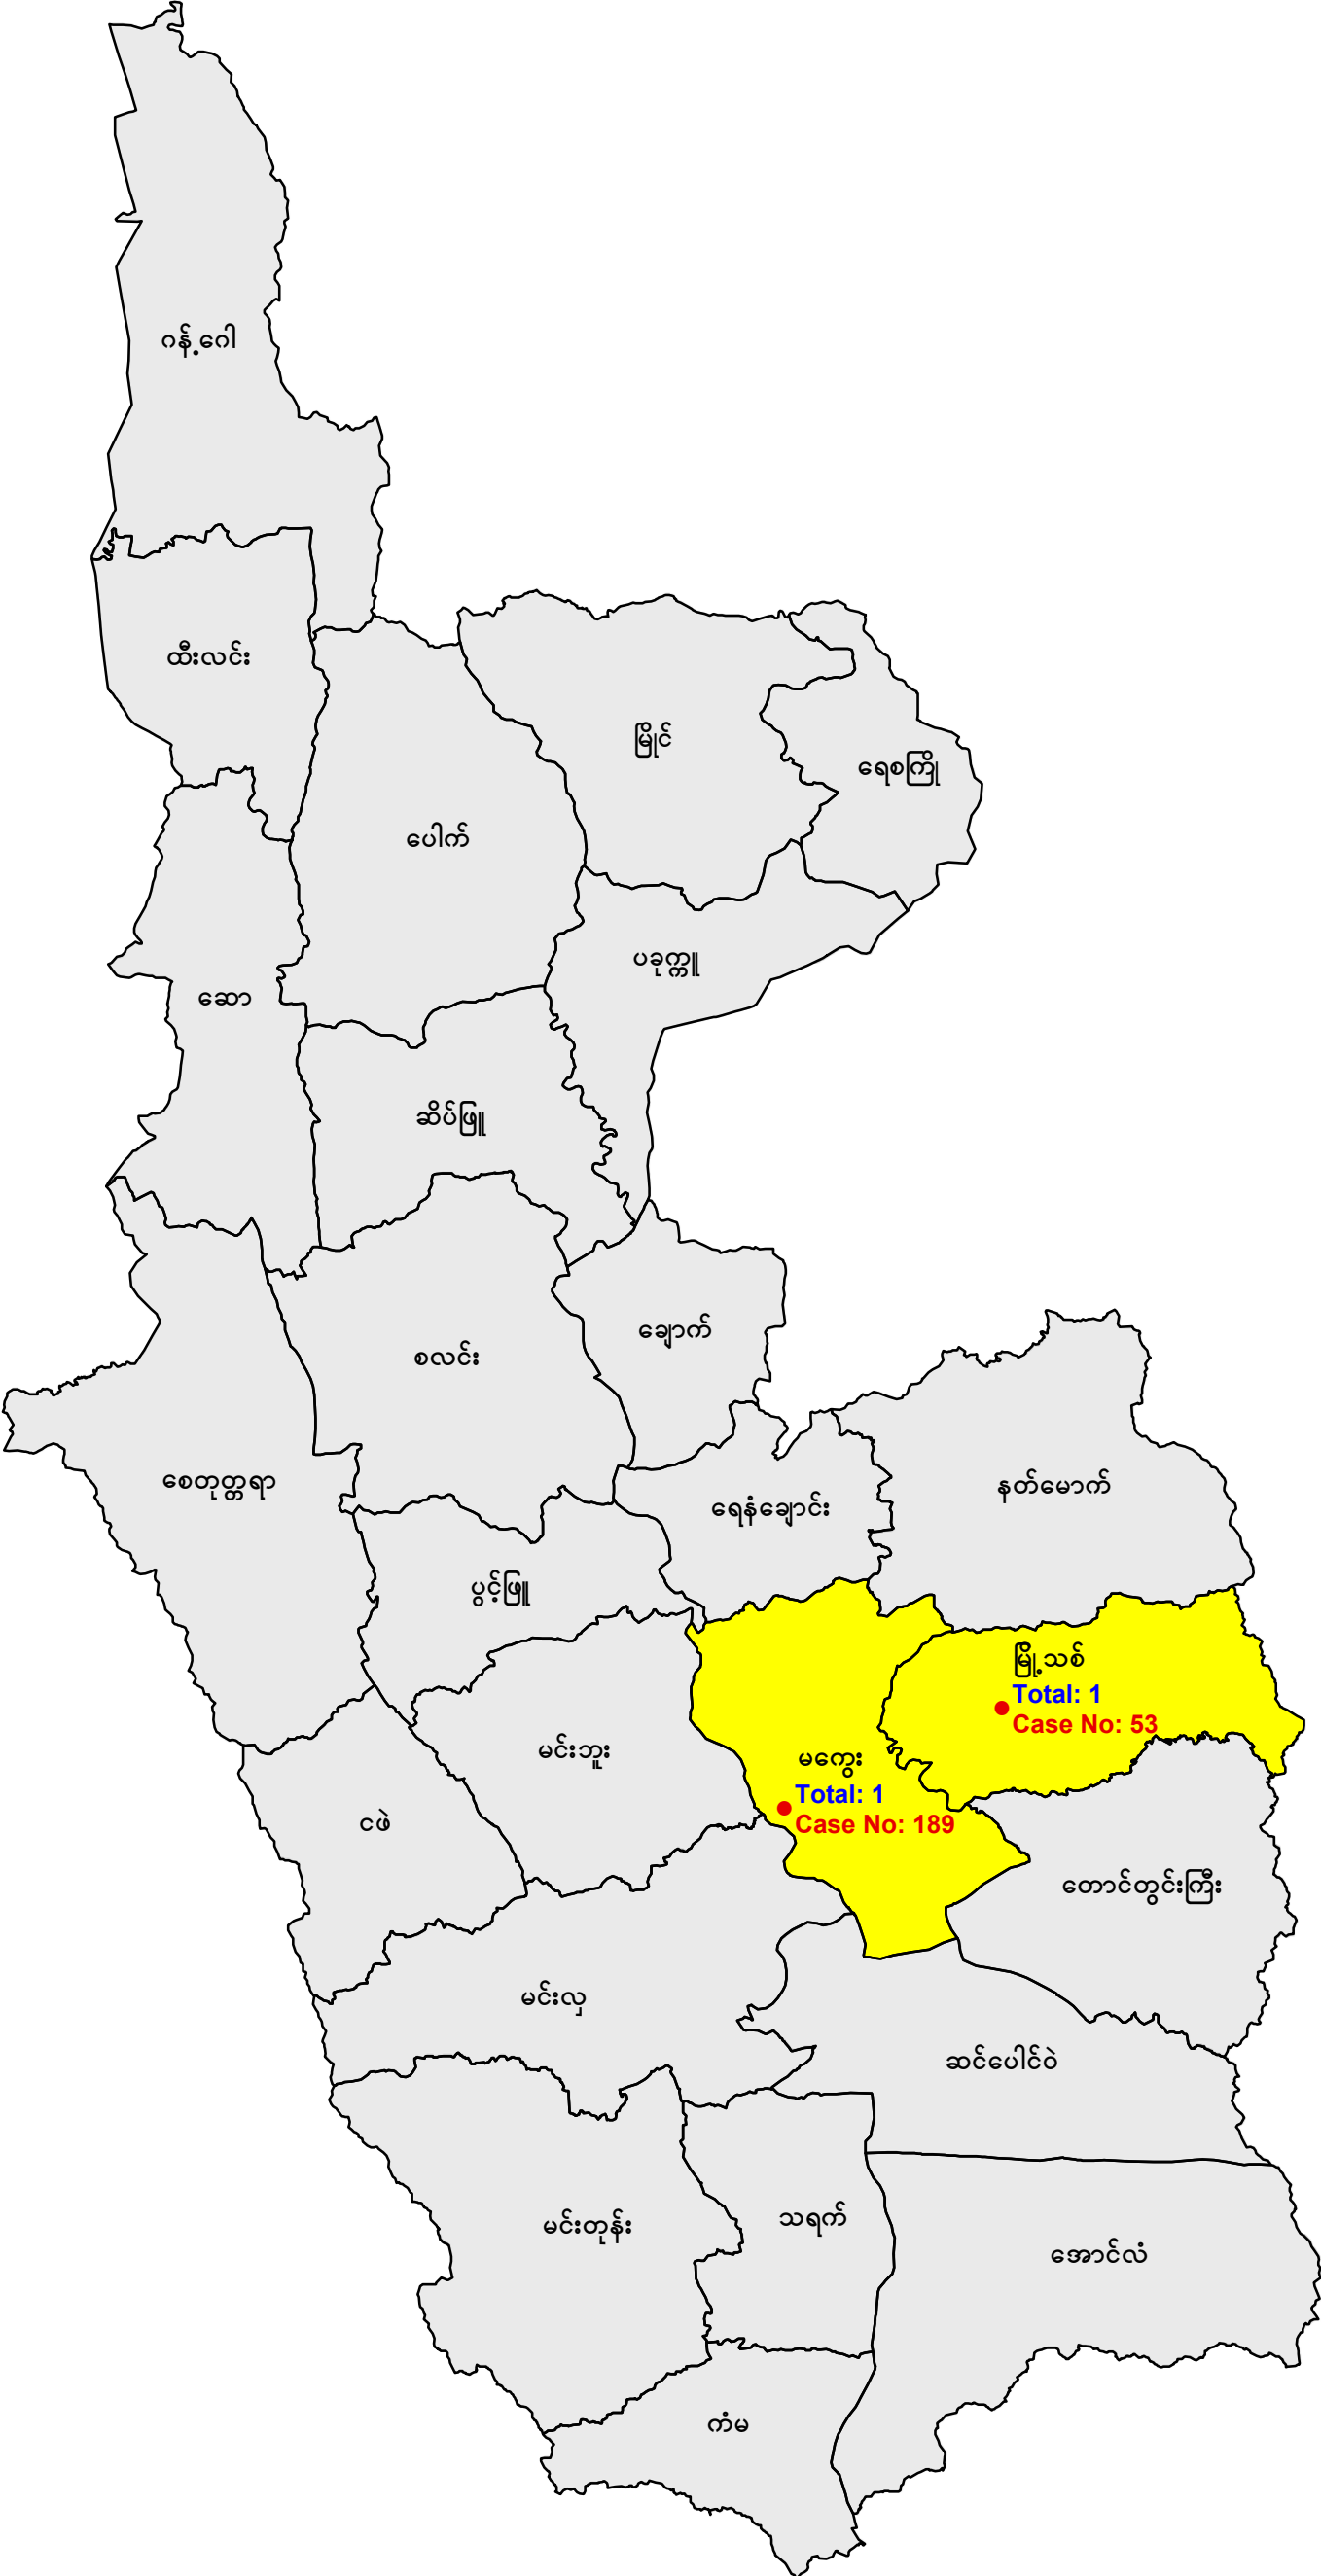 ဂန့်ဂေါ
ထီးလင်း
မြိုင်
ရေစကြို
ပေါက်
ပခုက္ကူ
ဆော
ဆိပ်ဖြူ
ချောက်
စလင်း
စေတုတ္တရာ
နတ်မောက်
ရေနံချောင်း
ပွင့်ဖြူ
မြို့သစ်
Total: 1
Case No: 53
မင်းဘူး
မကွေး
Total: 1
Case No: 189
ငဖဲ
တောင်တွင်းကြီး
မင်းလှ
ဆင်ပေါင်ဝဲ
သရက်
မင်းတုန်း
အောင်လံ
ကံမ